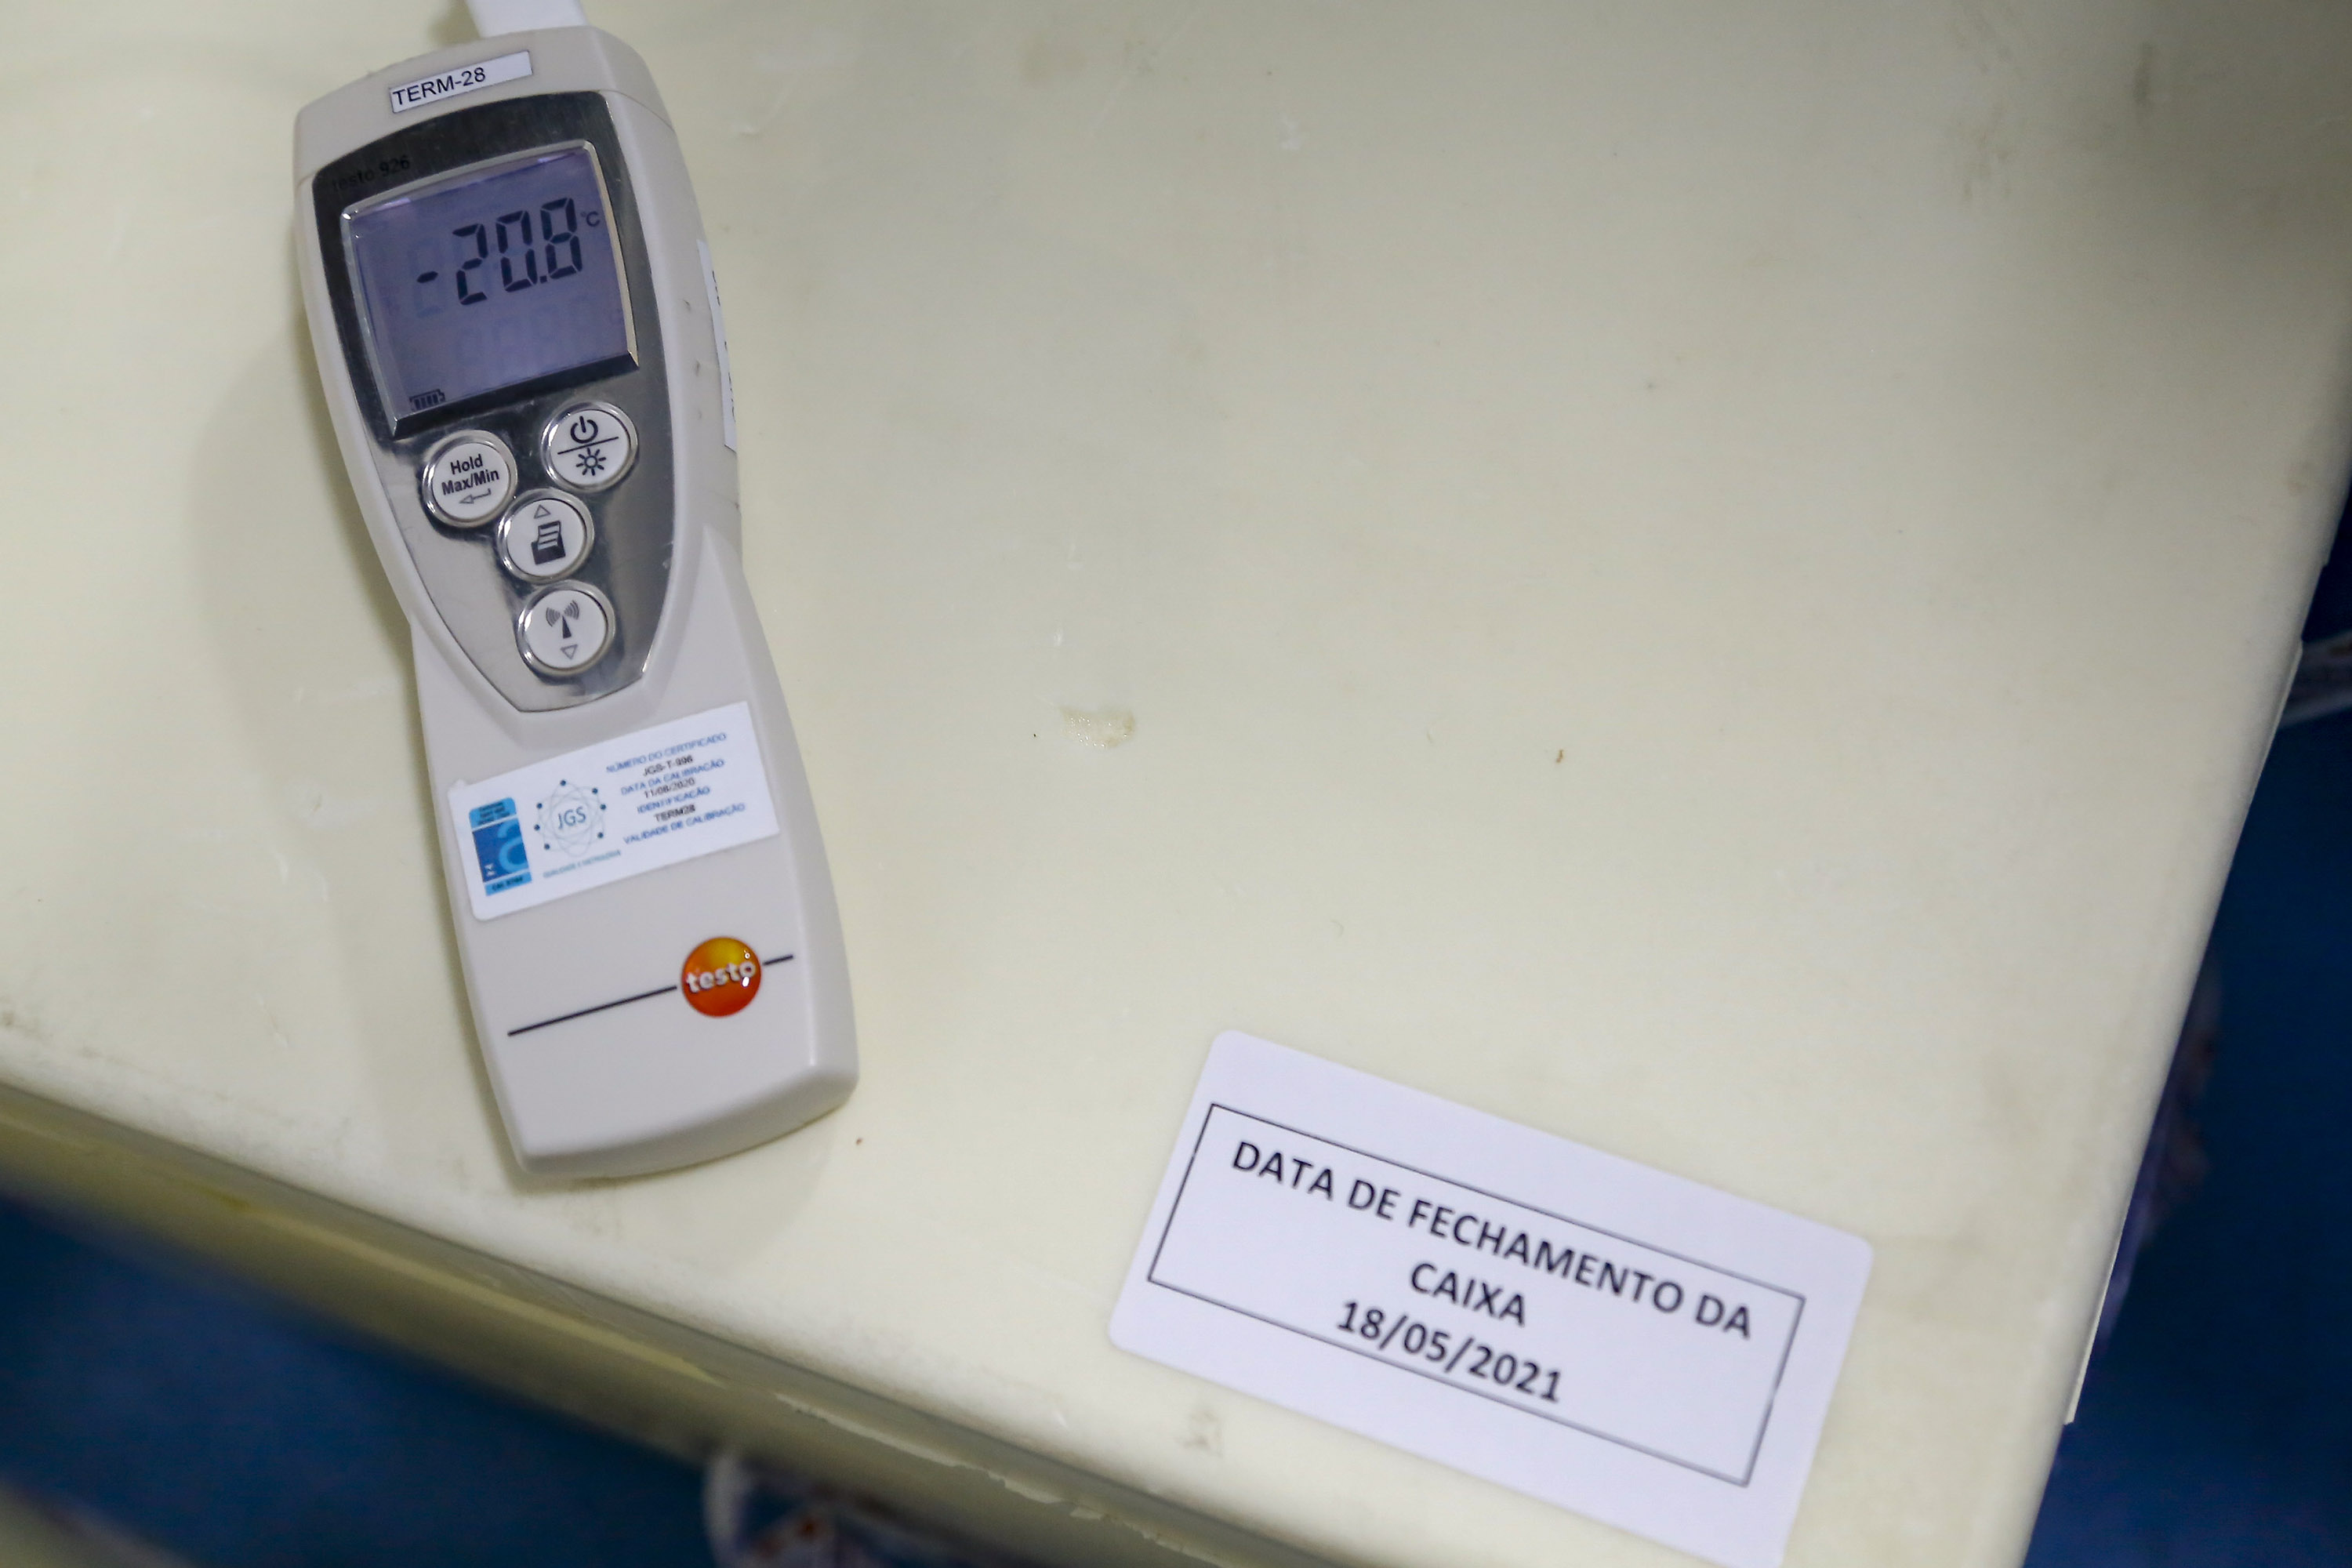 TERM-28
testo 926
-20.8 °C
Hold
Max/Min
NÚMERO DO CERTIFICADO
JGS-T-996
DATA DA CALIBRAÇÃO
11/08/2020
IDENTIFICAÇÃO
TERM28
VALIDADE DE CALIBRAÇÃO
JGS
testo
DATA DE FECHAMENTO DA
CAIXA
18/05/2021